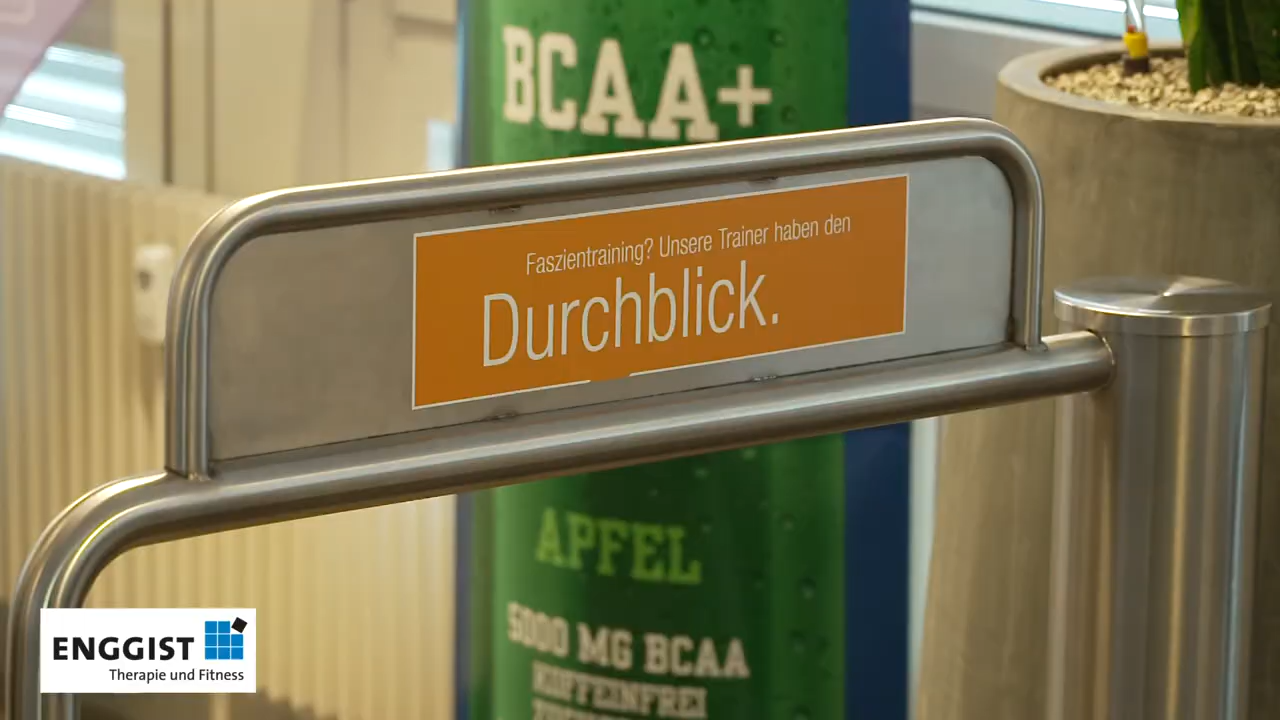 BCAA+
Faszientraining? Unsere Trainer haben den
Durchblick.
APFEL
5000 MG BCAA
KOFFEINFREI
ENGGIST
Therapie und Fitness